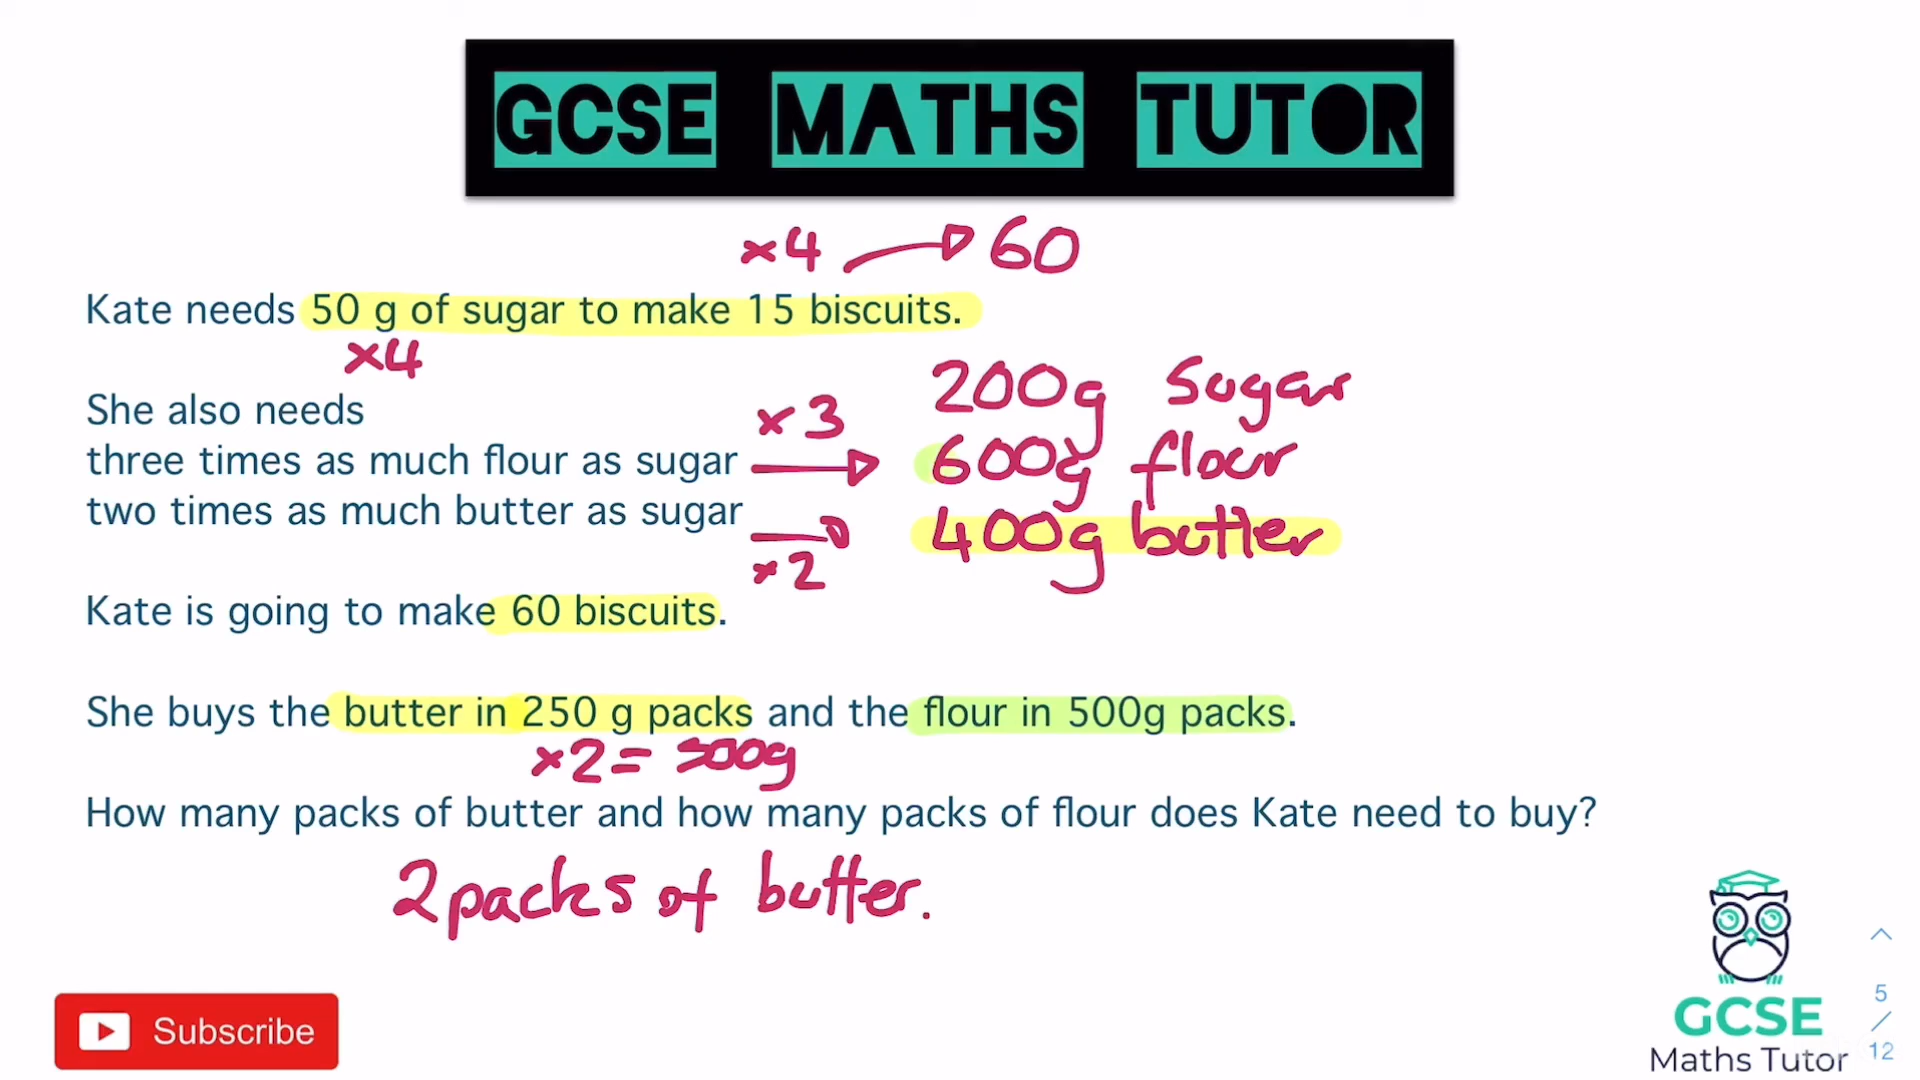 GCSE MATHS TUTOR
×4 → 60
Kate needs 50 g of sugar to make 15 biscuits.
×4
200g sugar
She also needs
×3
three times as much flour as sugar → 600g flour
two times as much butter as sugar → 400g butter
×2
Kate is going to make 60 biscuits.
She buys the butter in 250 g packs and the flour in 500g packs.
×2 = 500g
How many packs of butter and how many packs of flour does Kate need to buy?
2 packs of butter.
Subscribe
GCSE
Maths Tutor
5
/
12